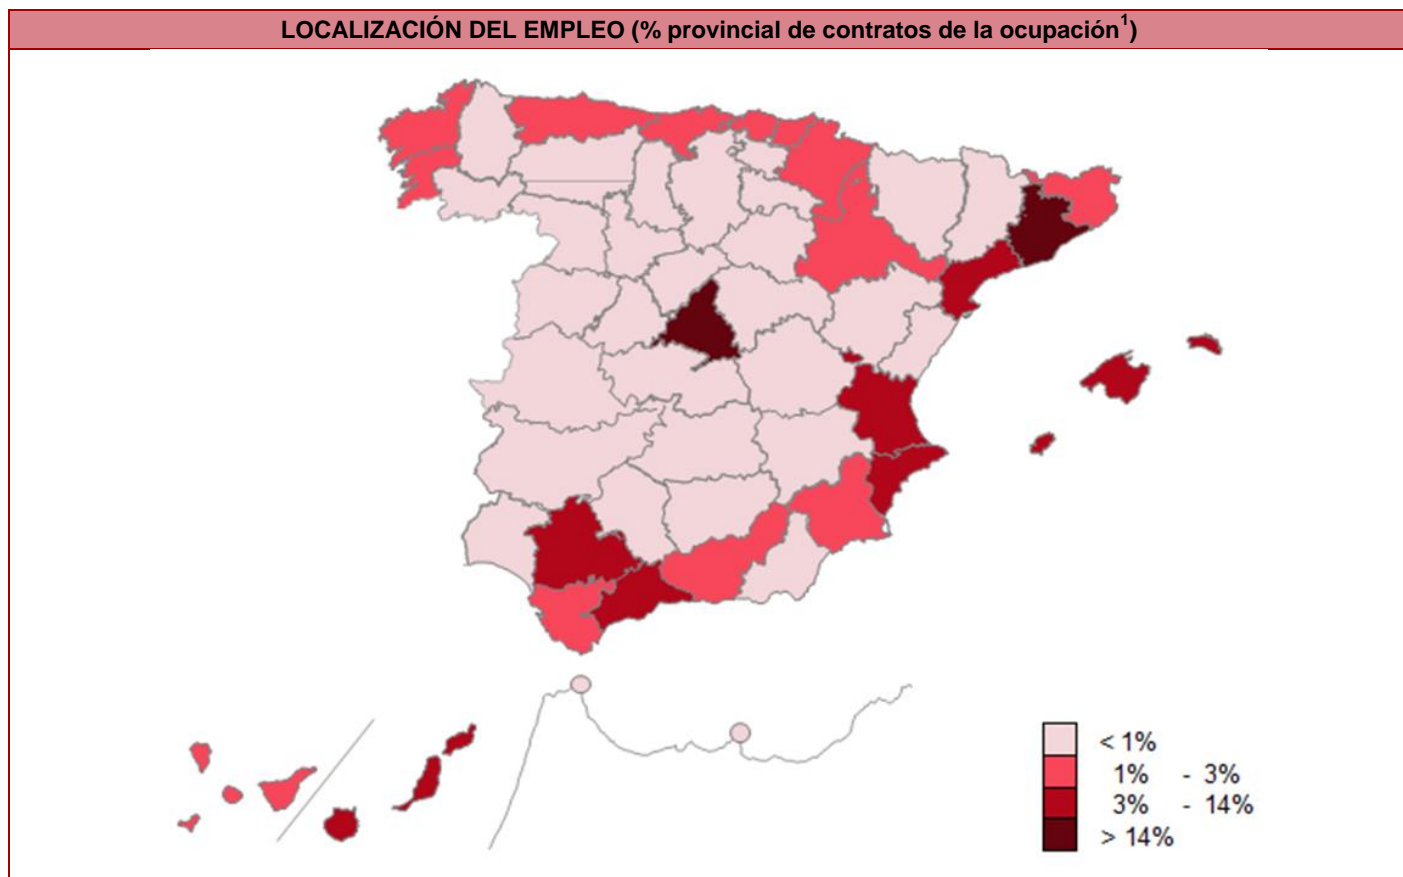 LOCALIZACIÓN DEL EMPLEO (% provincial de contratos de la ocupación¹)
< 1%
1% - 3%
3% - 14%
> 14%